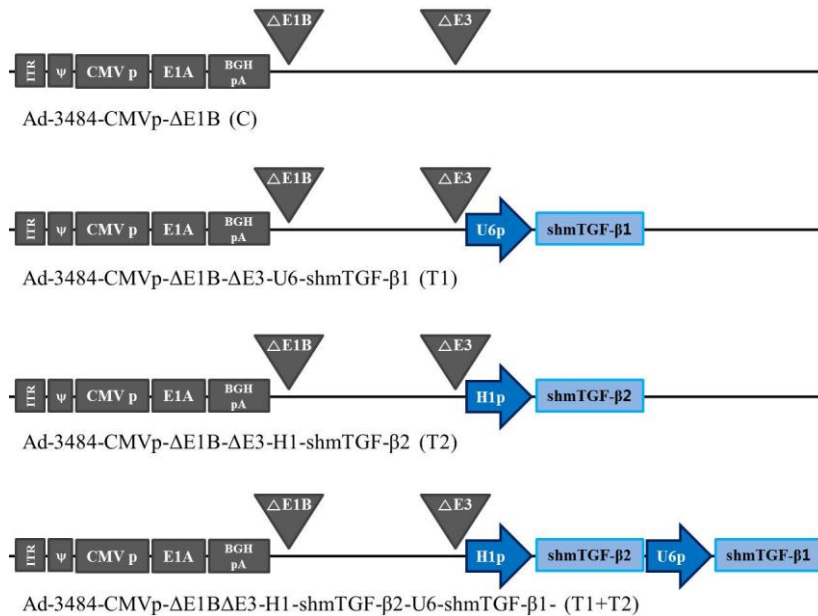 △E1B △E3
ITR ψ CMV p E1A BGH pA
Ad-3484-CMVp-ΔE1B (C)
△E1B △E3
ITR ψ CMV p E1A BGH pA U6p shmTGF-β1
Ad-3484-CMVp-ΔE1B-ΔE3-U6-shmTGF-β1 (T1)
△E1B △E3
ITR ψ CMV p E1A BGH pA H1p shmTGF-β2
Ad-3484-CMVp-ΔE1B-ΔE3-H1-shmTGF-β2 (T2)
△E1B △E3
ITR ψ CMV p E1A BGH pA H1p shmTGF-β2 U6p shmTGF-β1
Ad-3484-CMVp-ΔE1BΔE3-H1-shmTGF-β2-U6-shmTGF-β1- (T1+T2)